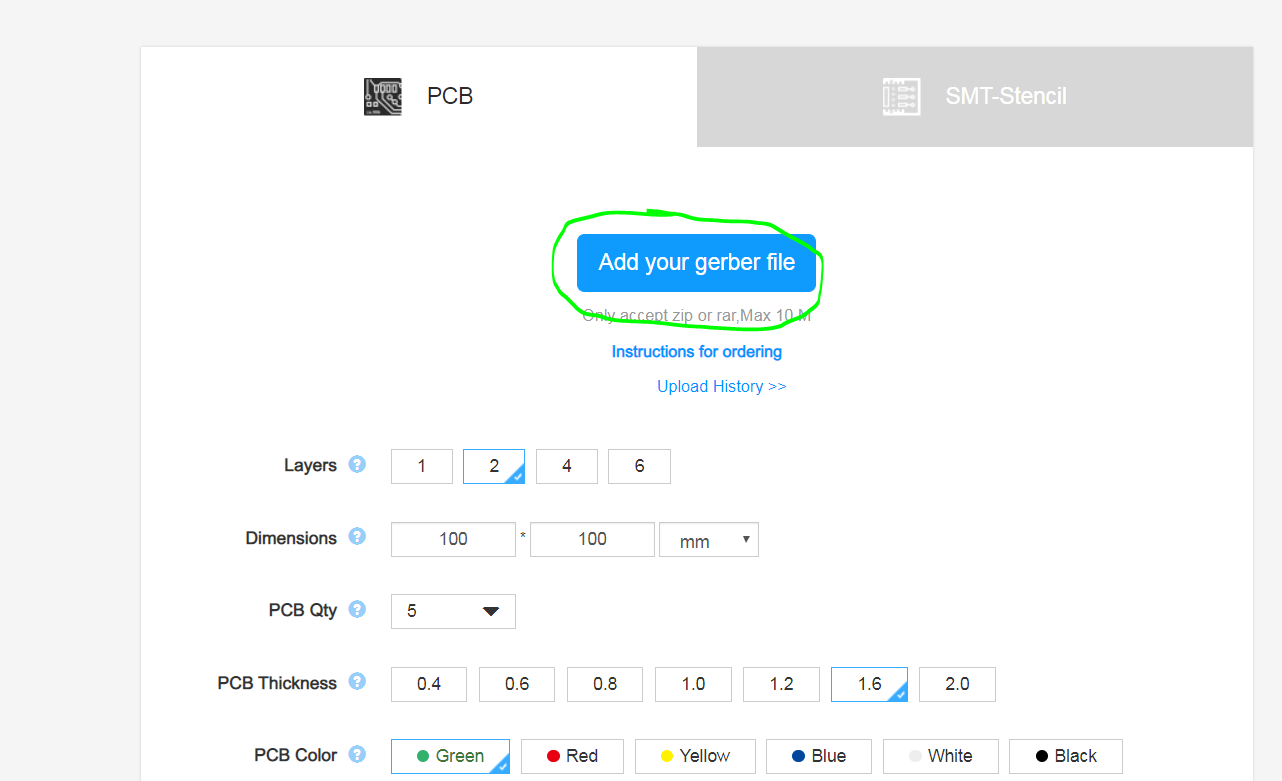 PCB
SMT-Stencil
Add your gerber file
Only accept zip or rar,Max 10 M
Instructions for ordering
Upload History >>
Layers ? 1 2 4 6
Dimensions ? 100 * 100 mm
PCB Qty ? 5
PCB Thickness ? 0.4 0.6 0.8 1.0 1.2 1.6 2.0
PCB Color ? Green Red Yellow Blue White Black